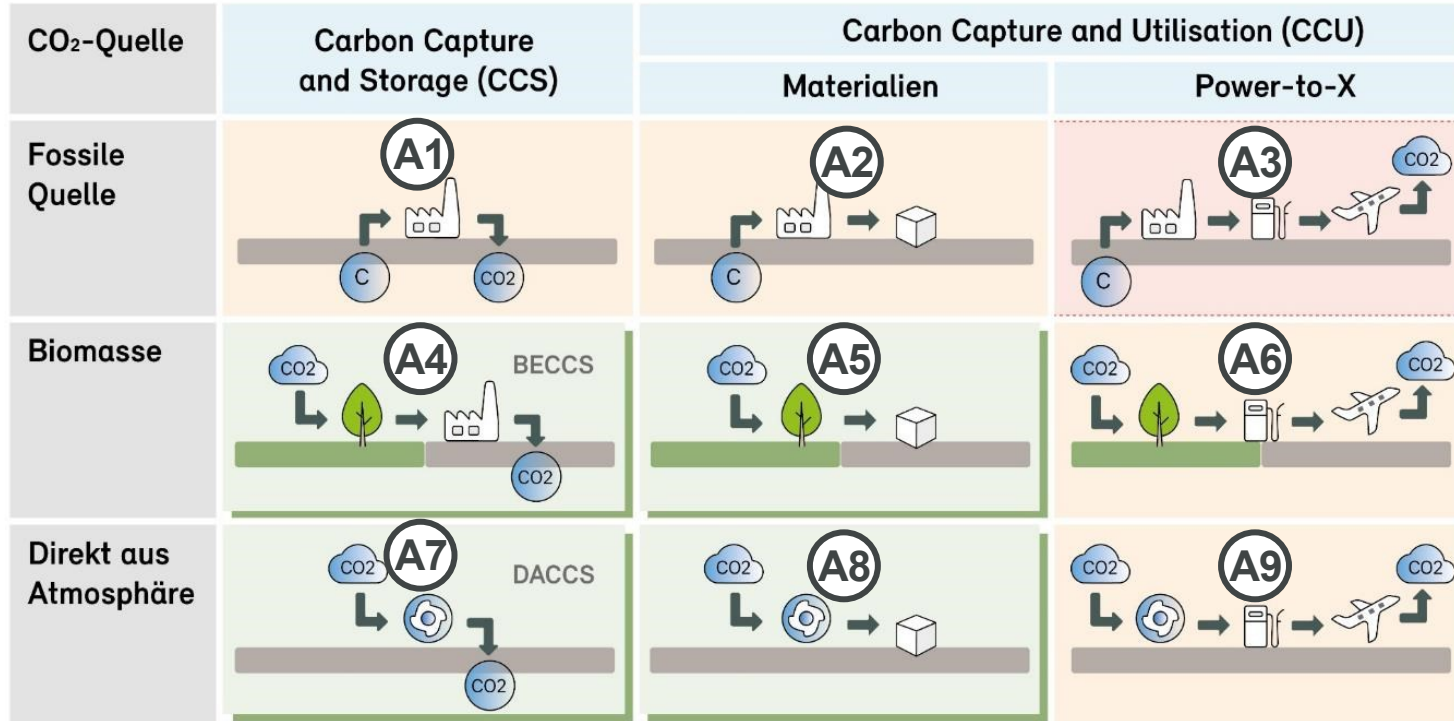 CO₂-Quelle
Carbon Capture
and Storage (CCS)
Carbon Capture and Utilisation (CCU)
Materialien
Power-to-X
Fossile
Quelle
A1
C
CO2
A2
C
A3
C
CO2
Biomasse
CO2
A4
BECCS
CO2
CO2
A5
CO2
A6
CO2
Direkt aus
Atmosphäre
CO2
A7
DACCS
CO2
CO2
A8
CO2
A9
CO2